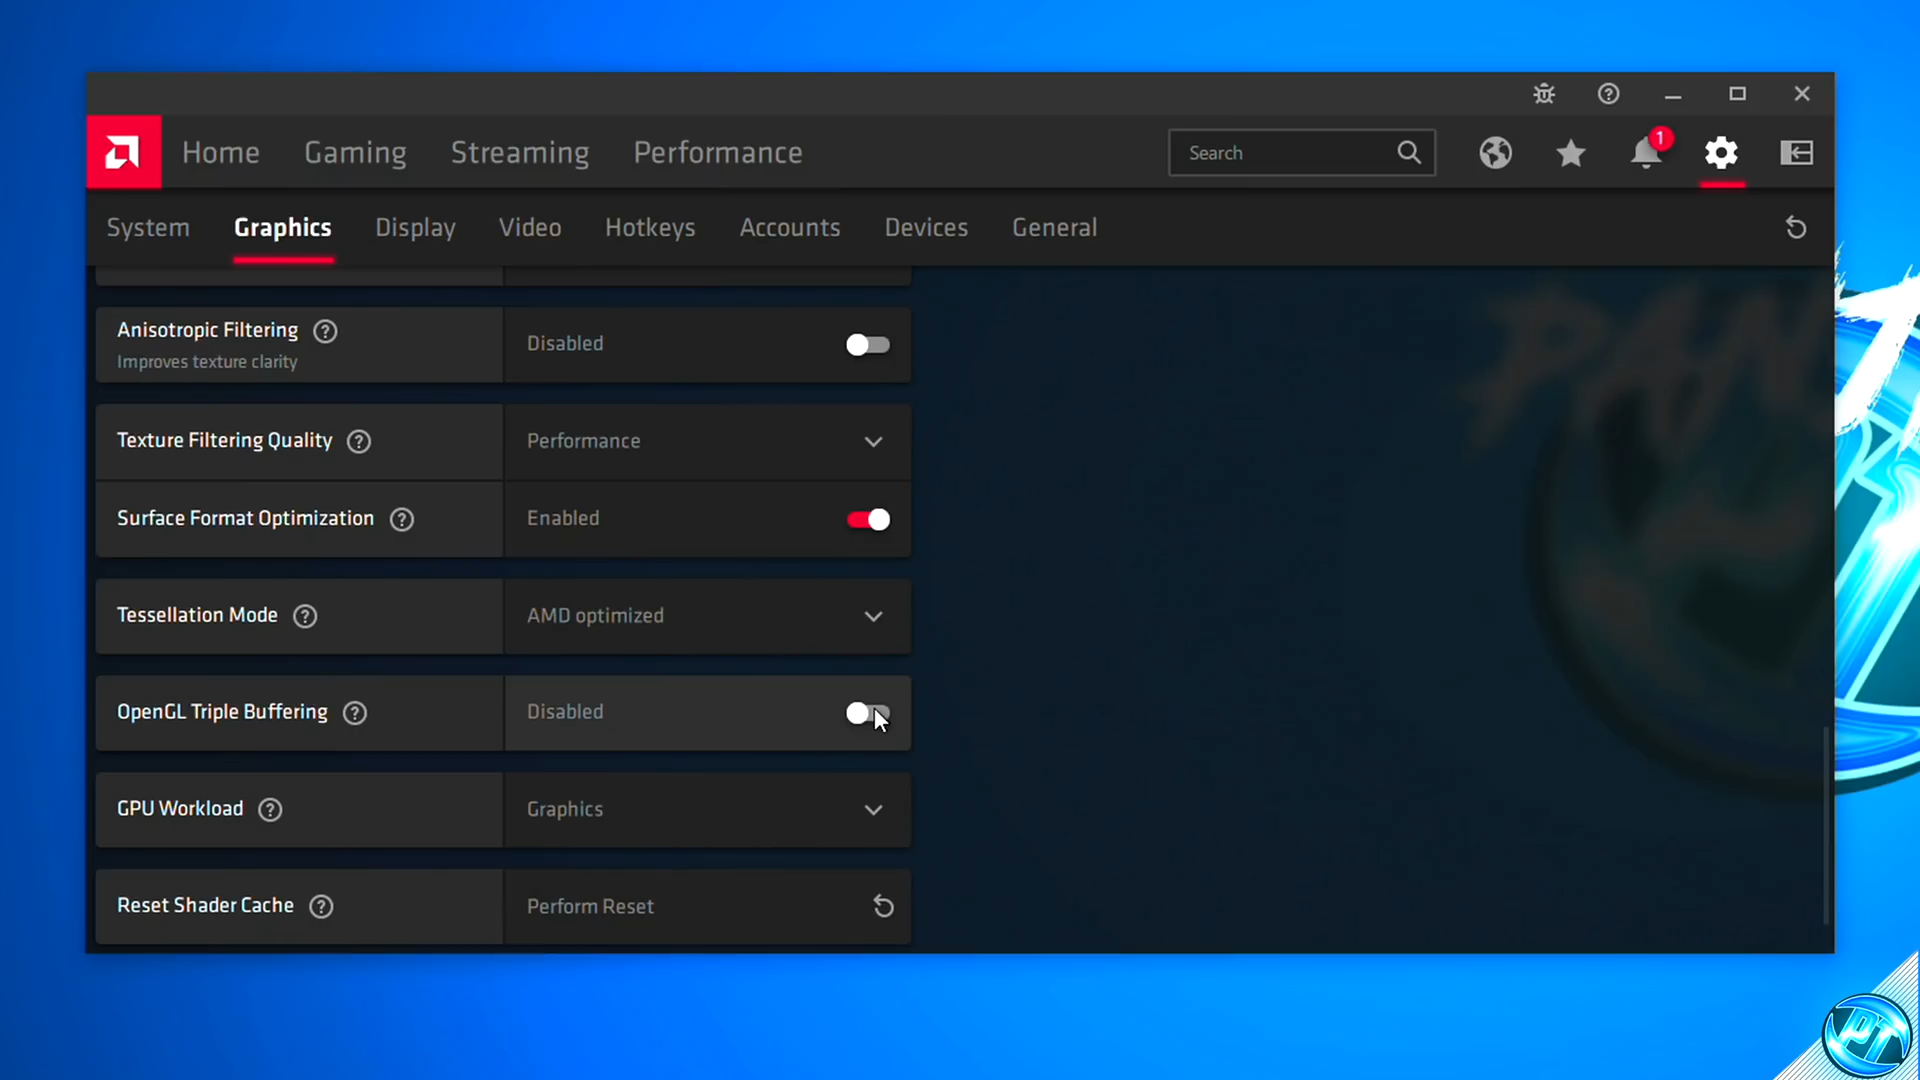 Home Gaming Streaming Performance Search 1
System Graphics Display Video Hotkeys Accounts Devices General
Anisotropic Filtering ? Disabled
Improves texture clarity
Texture Filtering Quality ? Performance
Surface Format Optimization ? Enabled
Tessellation Mode ? AMD optimized
OpenGL Triple Buffering ? Disabled
GPU Workload ? Graphics
Reset Shader Cache ? Perform Reset
PT